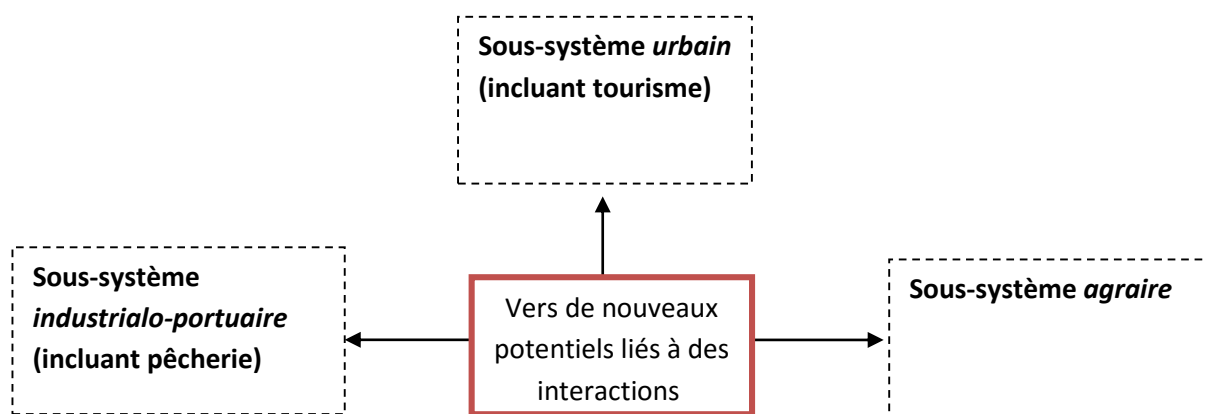 Sous-système urbain
(incluant tourisme)
Sous-système
industrialo-portuaire
(incluant pêcherie)
Vers de nouveaux
potentiels liés à des
interactions
Sous-système agraire